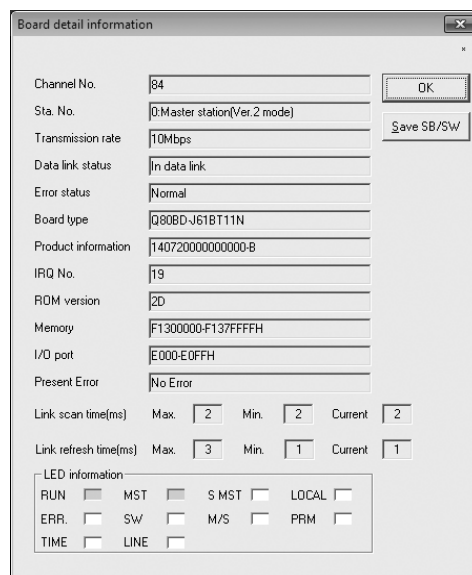 Board detail information
Channel No. 84
OK
Sta. No. 0:Master station(Ver.2 mode)
Save SB/SW
Transmission rate 10Mbps
Data link status In data link
Error status Normal
Board type Q80BD-J61BT11N
Product information 140720000000000-B
IRQ No. 19
ROM version 2D
Memory F1300000-F137FFFFH
I/O port E000-E0FFH
Present Error No Error
Link scan time(ms) Max. 2 Min. 2 Current 2
Link refresh time(ms) Max. 3 Min. 1 Current 1
LED information
RUN MST S MST LOCAL
ERR. SW M/S PRM
TIME LINE